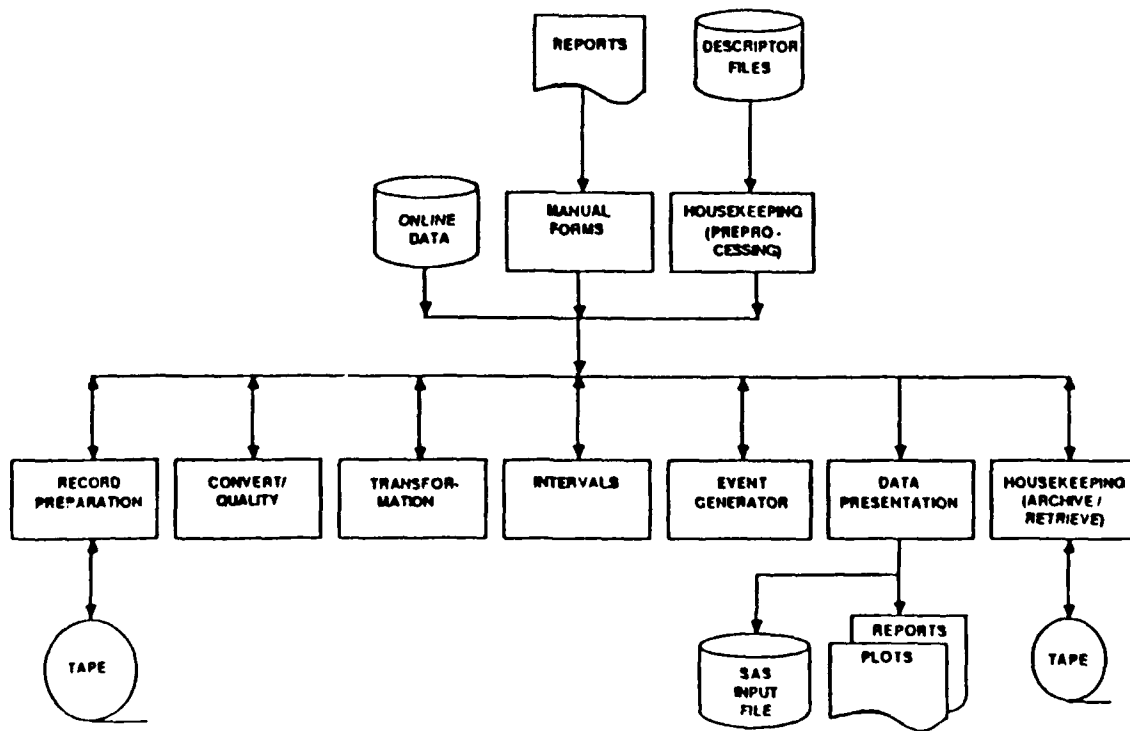 REPORTS
DESCRIPTOR
FILES
ONLINE
DATA
MANUAL
FORMS
HOUSEKEEPING
(PREPRO-
CESSING)
RECORD
PREPARATION
CONVERT/
QUALITY
TRANSFOR-
MATION
INTERVALS
EVENT
GENERATOR
DATA
PRESENTATION
HOUSEKEEPING
(ARCHIVE/
RETRIEVE)
TAPE
SAS
INPUT
FILE
REPORTS
PLOTS
TAPE